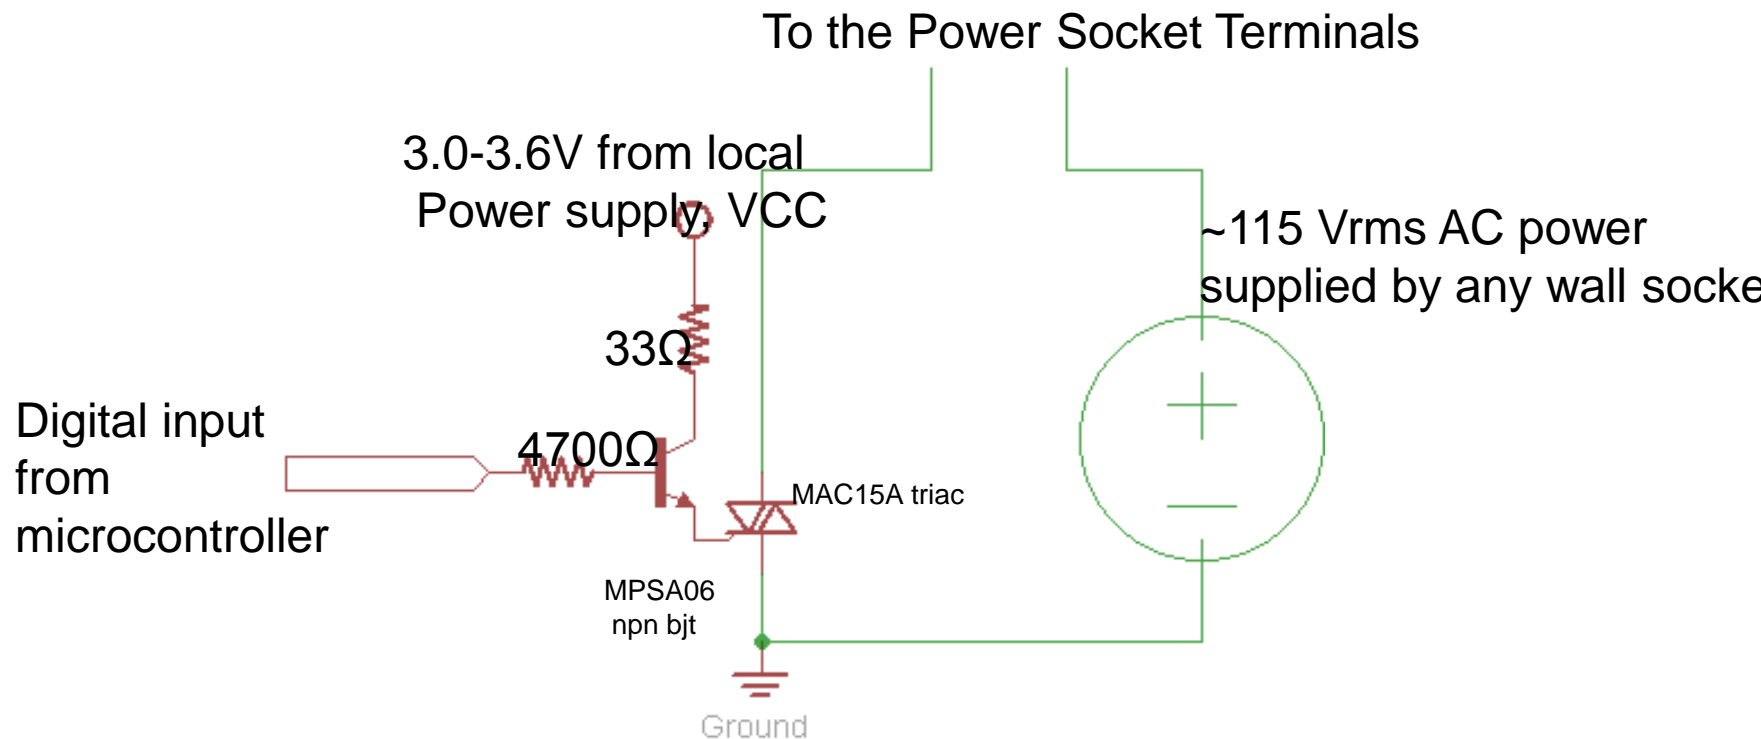 To the Power Socket Terminals
3.0-3.6V from local
Power supply, VCC
~115 Vrms AC power
supplied by any wall socke
33Ω
Digital input
from
microcontroller
4700Ω
MAC15A triac
MPSA06
npn bjt
Ground